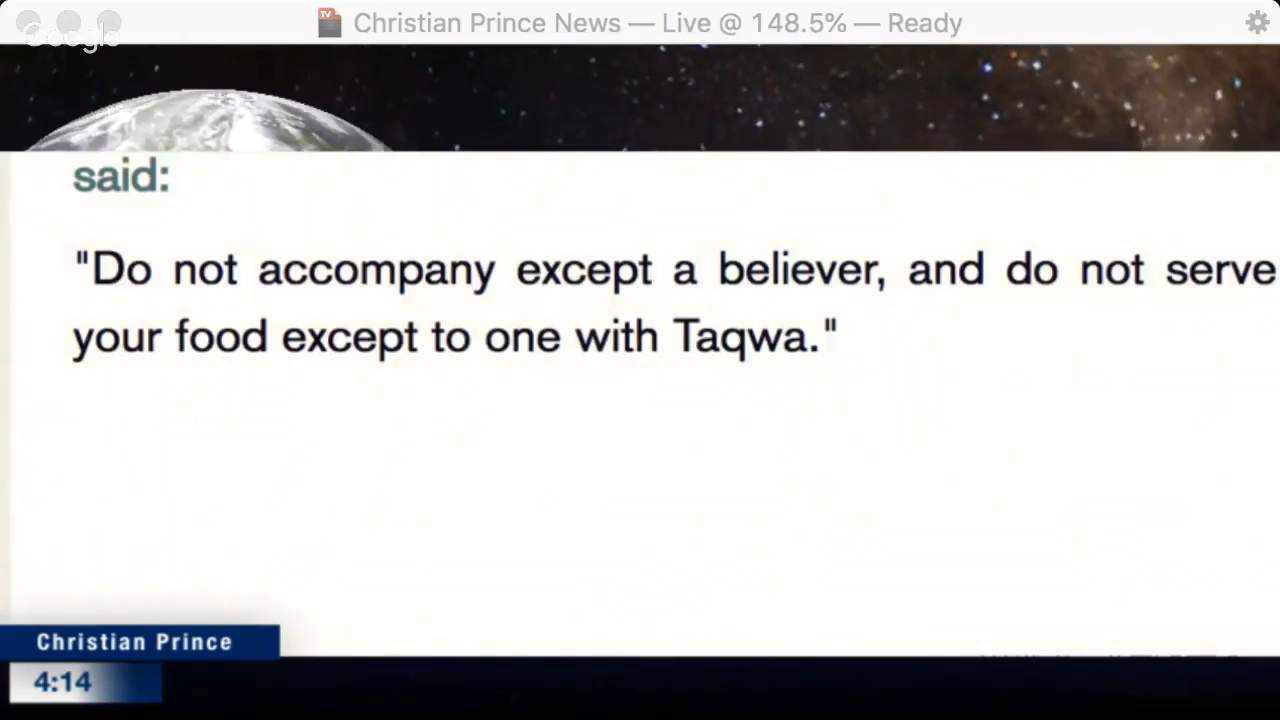 Christian Prince News — Live @ 148.5% — Ready
Google
said:
"Do not accompany except a believer, and do not serve
your food except to one with Taqwa."
Christian Prince
4:14